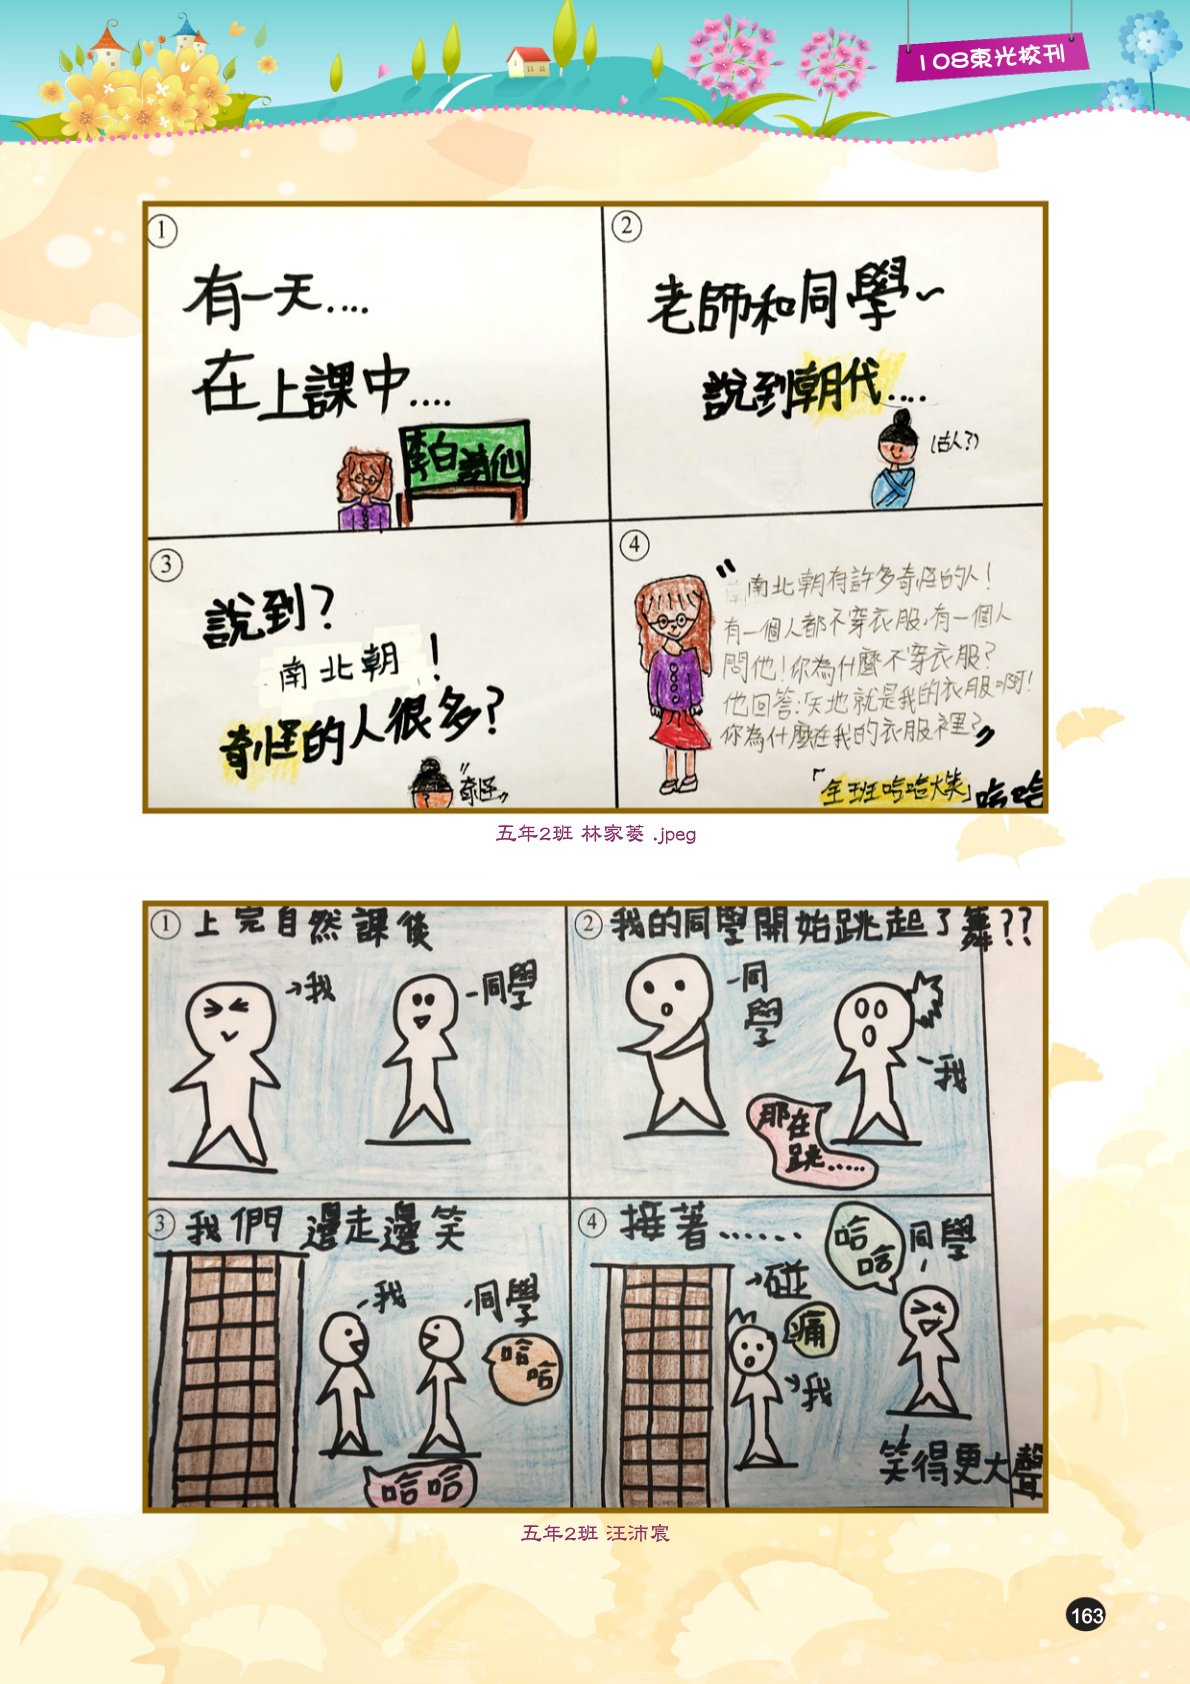 108東光校刊
①
有一天....
在上課中....
李白 詩仙
②
老師和同學~
說到朝代....
(古人?)
③
說到?
南北朝!
奇怪的人很多?
?
"奇怪"
④
"南北朝有許多奇怪的人!
有一個人都不穿衣服,有一個人
問他!你為什麼不穿衣服?
他回答:「天地就是我的衣服啊!
你為什麼在我的衣服裡?"
「全班哈哈大笑」哈哈
五年2班 林家菱 .jpeg
① 上完自然課後
→我
-同學
② 我的同學開始跳起了舞??
-同
學
-我
那在
跳.....
③ 我們 邊走邊笑
-我
-同學
哈
哈
哈哈
④ 接著......
哈
哈
同學
→碰
痛
→我
笑得更大聲
五年2班 汪沛宸
163